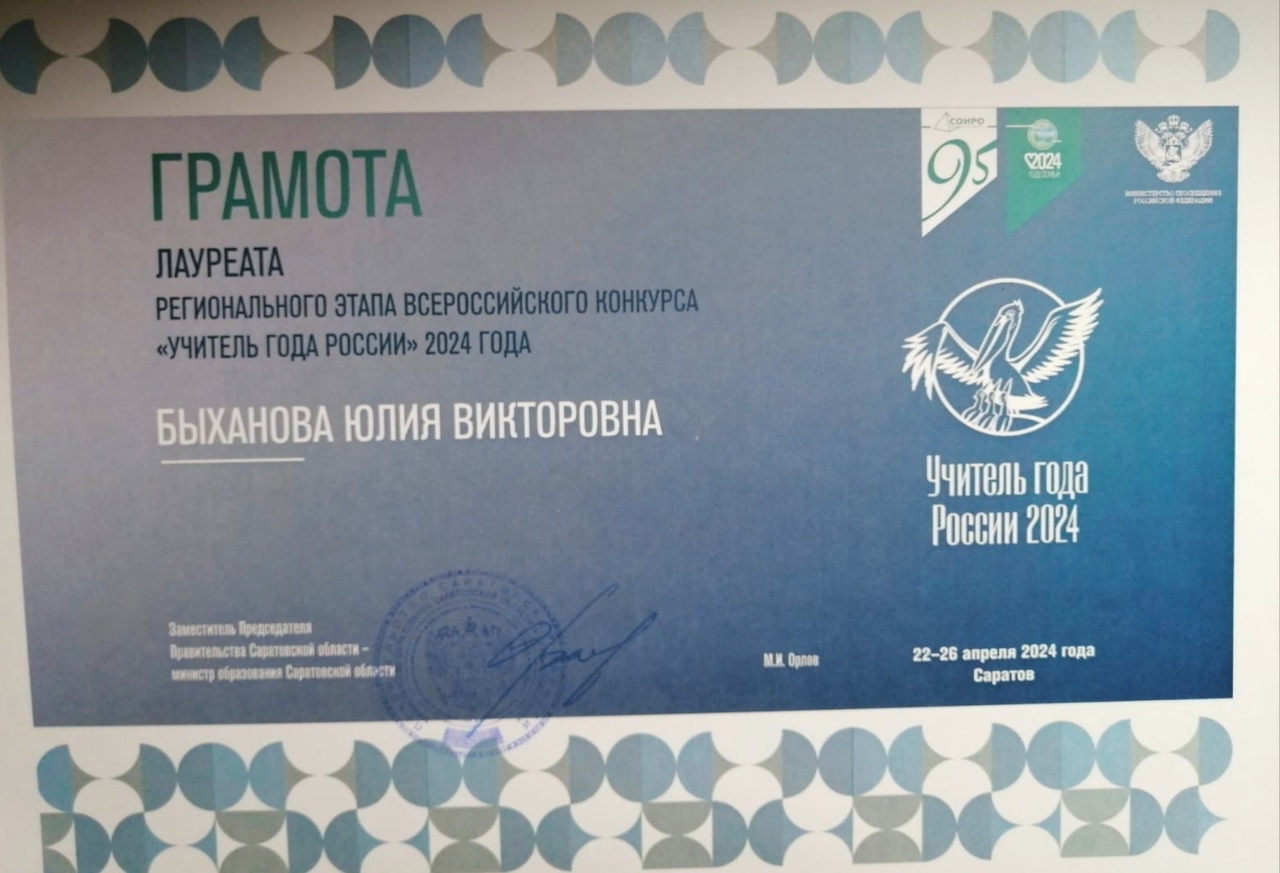 ГРАМОТА
ЛАУРЕАТА
РЕГИОНАЛЬНОГО ЭТАПА ВСЕРОССИЙСКОГО КОНКУРСА
«УЧИТЕЛЬ ГОДА РОССИИ» 2024 ГОДА
БЫХАНОВА ЮЛИЯ ВИКТОРОВНА
СОИРО
95
2024
МИНИСТЕРСТВО ПРОСВЕЩЕНИЯ
РОССИЙСКОЙ ФЕДЕРАЦИИ
Учитель года
России 2024
Заместитель Председателя
Правительства Саратовской области –
министр образования Саратовской области
М.И. Орлов
22–26 апреля 2024 года
Саратов